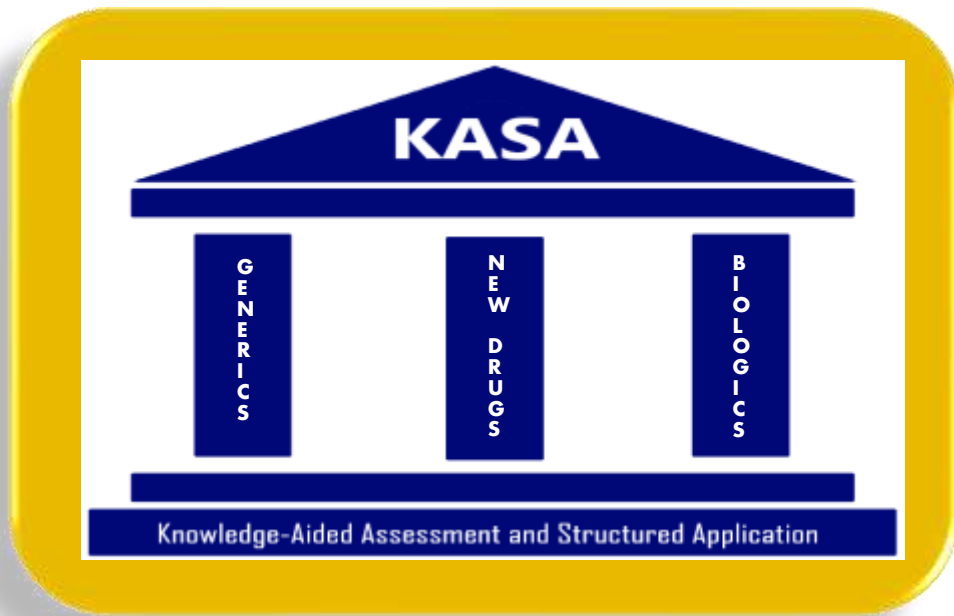 KASA
GENERICS
NEW DRUGS
BIOLOGICS
Knowledge-Aided Assessment and Structured Application